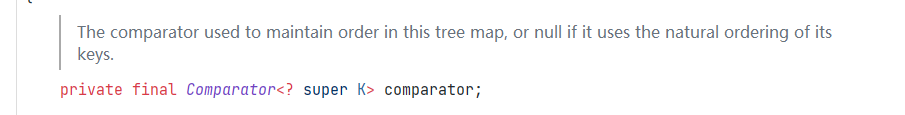 The comparator used to maintain order in this tree map, or null if it uses the natural ordering of its
keys.
private final Comparator<? super K> comparator;